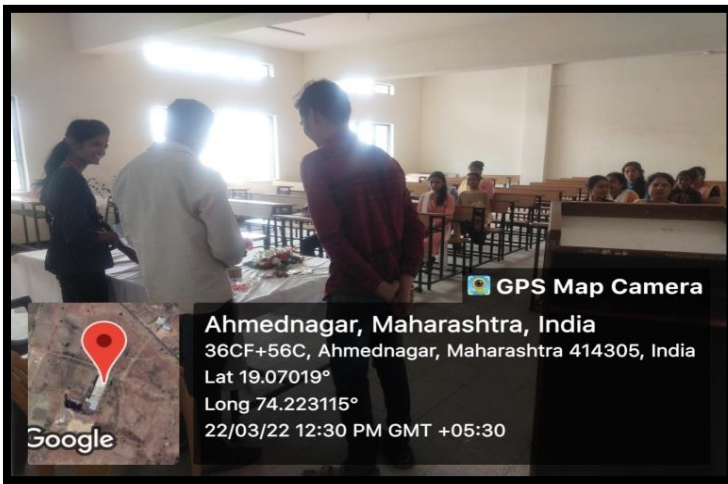 GPS Map Camera
Ahmednagar, Maharashtra, India
36CF+56C, Ahmednagar, Maharashtra 414305, India
Lat 19.07019°
Long 74.223115°
22/03/22 12:30 PM GMT +05:30
Google